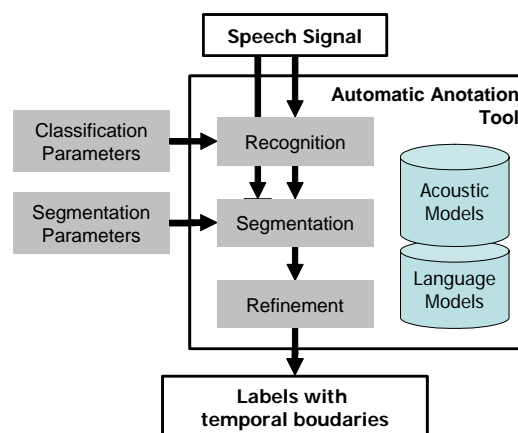 Speech Signal
Automatic Anotation
Tool
Classification
Parameters
Recognition
Acoustic
Models
Segmentation
Parameters
Segmentation
Language
Models
Refinement
Labels with
temporal boudaries